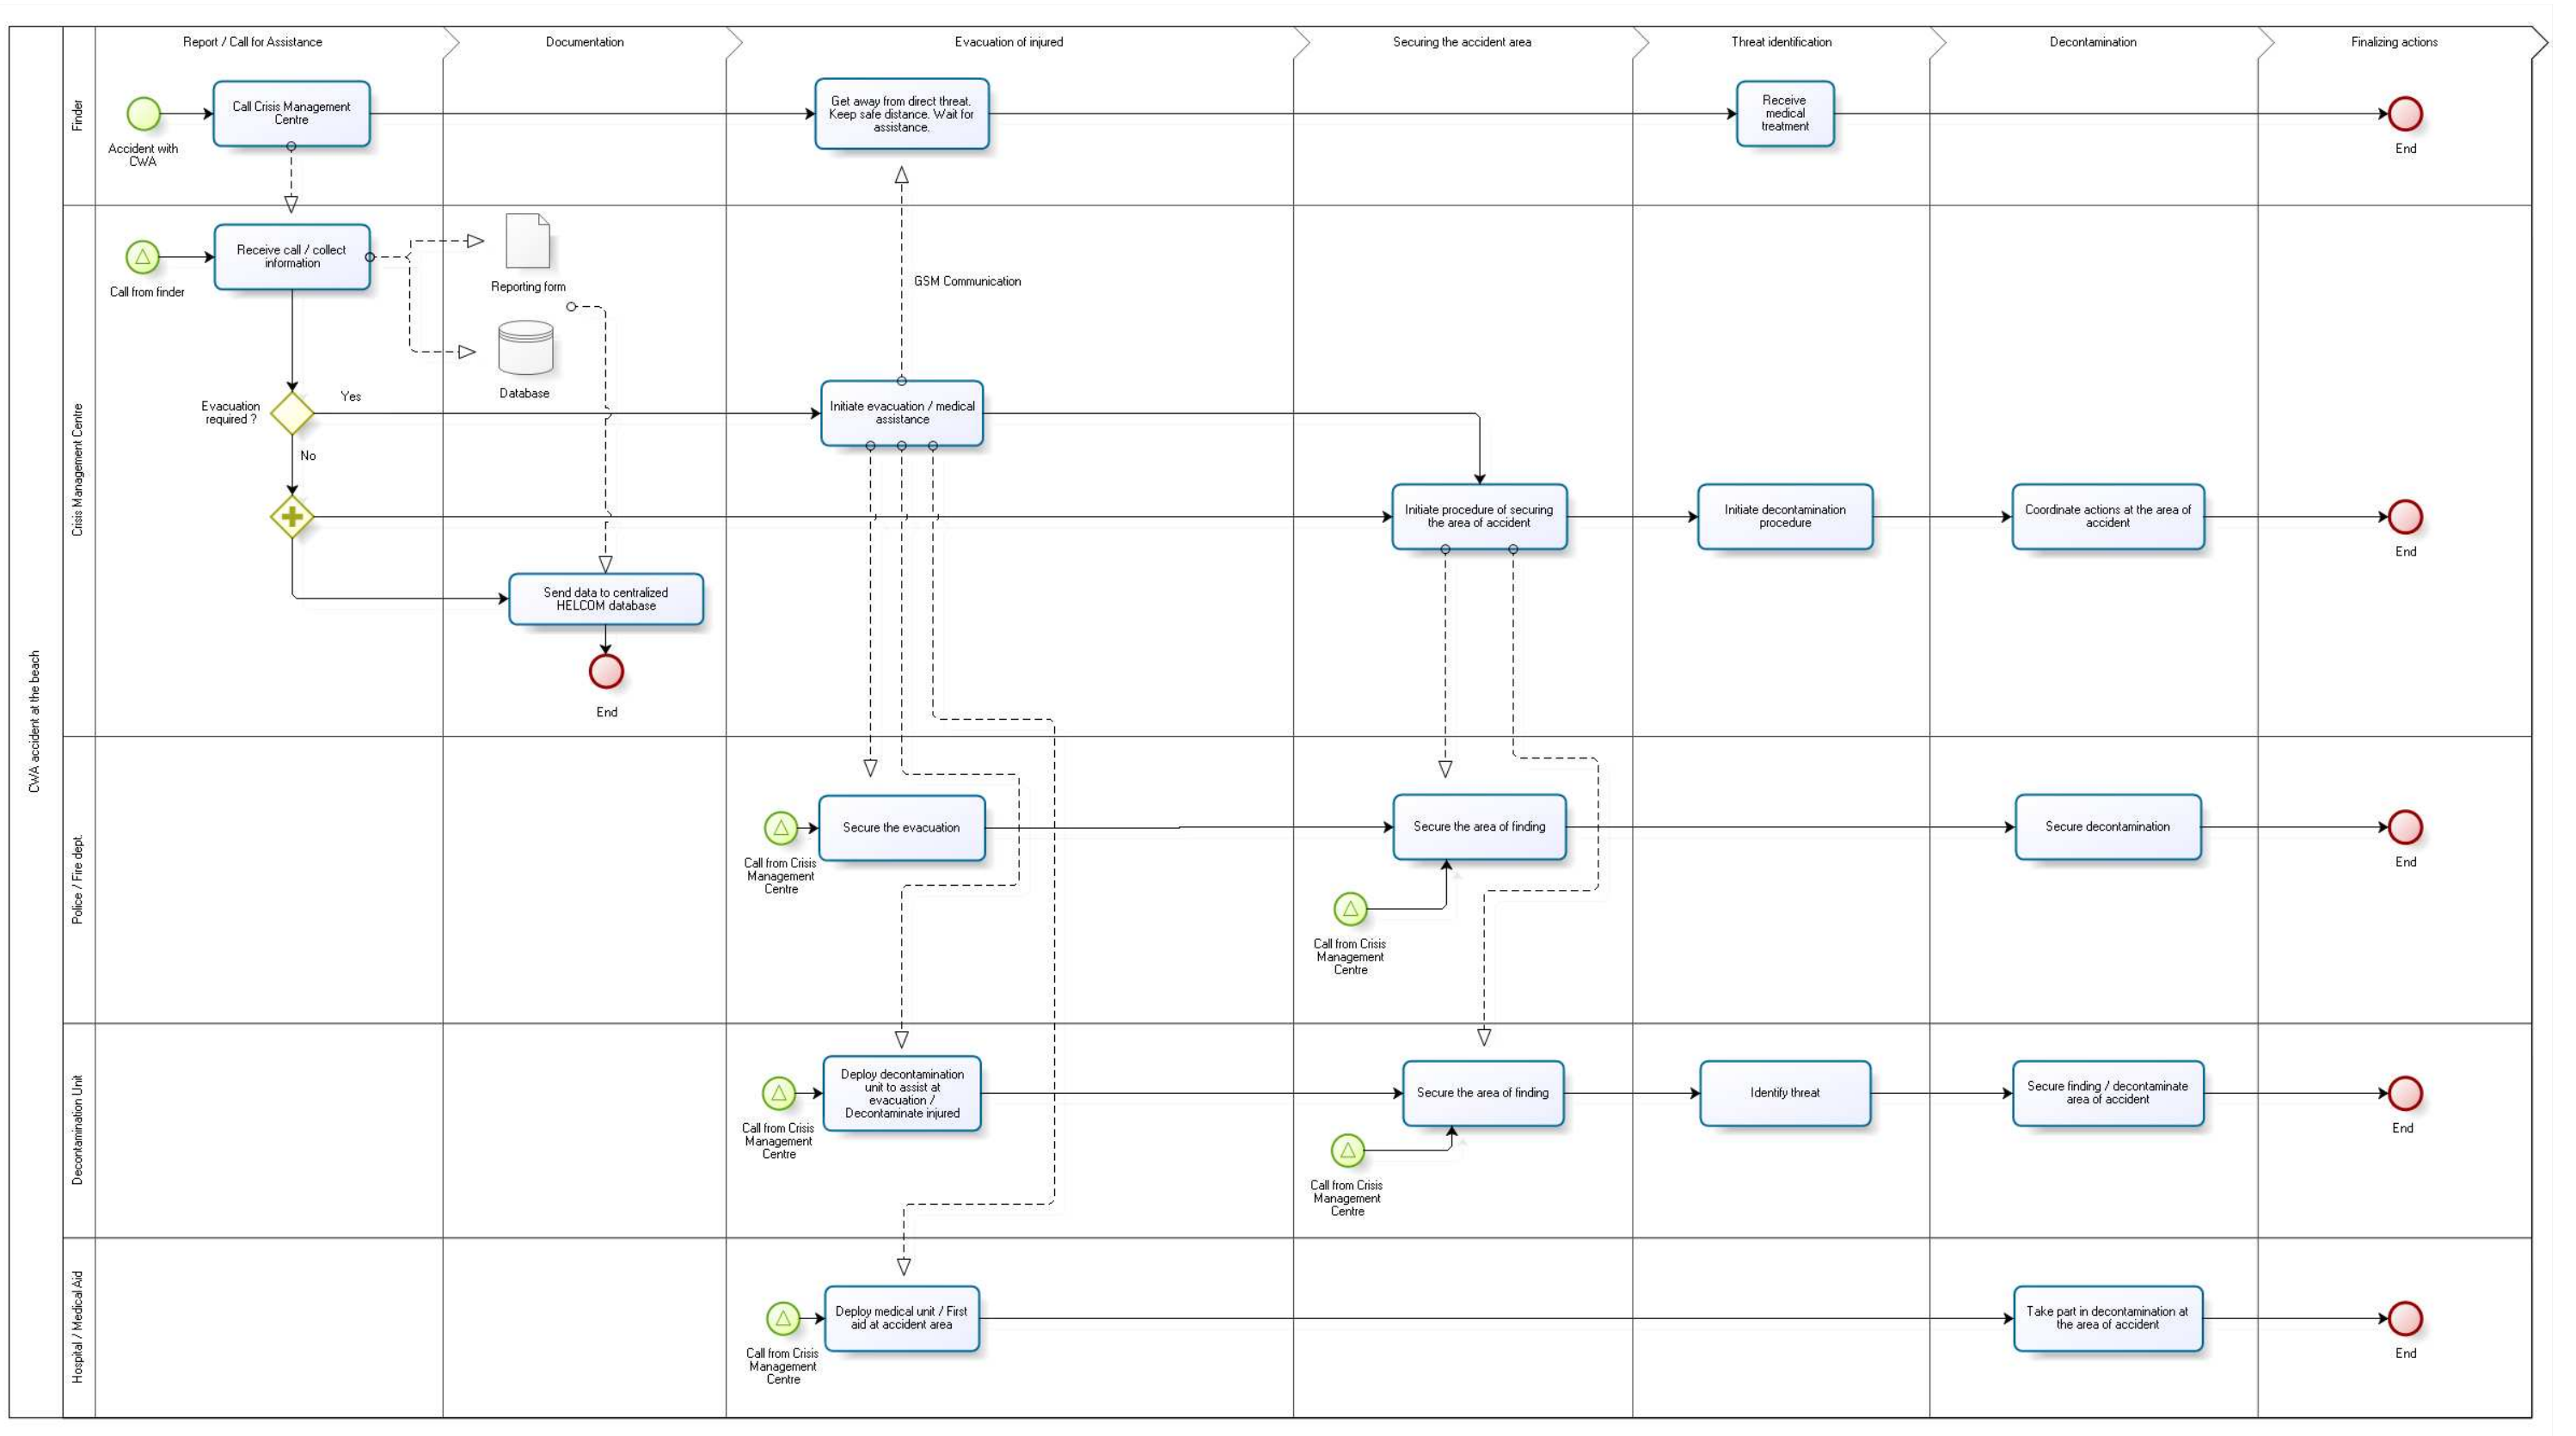 Report / Call for Assistance
Documentation
Evacuation of injured
Securing the accident area
Threat identification
Decontamination
Finalizing actions
CWA accident at the beach
Finder
Accident with
CWA
Call Crisis Management
Centre
Get away from direct threat.
Keep safe distance. Wait for
assistance.
Receive
medical
treatment
End
Crisis Management Centre
Call from finder
Receive call / collect
information
Reporting form
Database
GSM Communication
Evacuation
required ?
Yes
No
Initiate evacuation / medical
assistance
Initiate procedure of securing
the area of accident
Initiate decontamination
procedure
Coordinate actions at the area of
accident
End
Send data to centralized
HELCOM database
End
Police / Fire dept.
Call from Crisis
Management
Centre
Secure the evacuation
Secure the area of finding
Call from Crisis
Management
Centre
Secure decontamination
End
Decontamination Unit
Call from Crisis
Management
Centre
Deploy decontamination
unit to assist at
evacuation /
Decontaminate injured
Secure the area of finding
Call from Crisis
Management
Centre
Identify threat
Secure finding / decontaminate
area of accident
End
Hospital / Medical Aid
Call from Crisis
Management
Centre
Deploy medical unit / First
aid at accident area
Take part in decontamination at
the area of accident
End